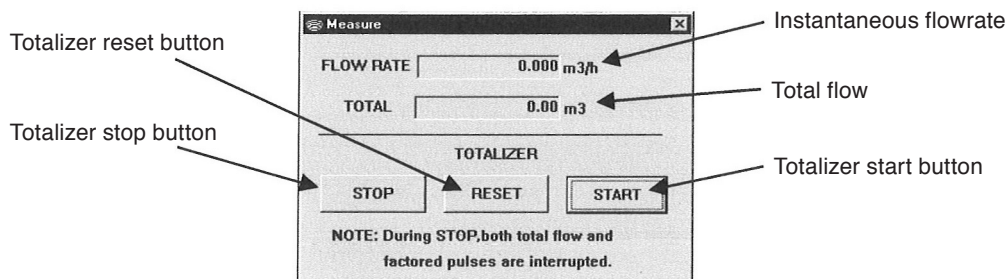 Measure
Instantaneous flowrate
Totalizer reset button
FLOW RATE 0.000 m3/h
TOTAL 0.00 m3
Total flow
Totalizer stop button
TOTALIZER
Totalizer start button
STOP RESET START
NOTE: During STOP,both total flow and
factored pulses are interrupted.